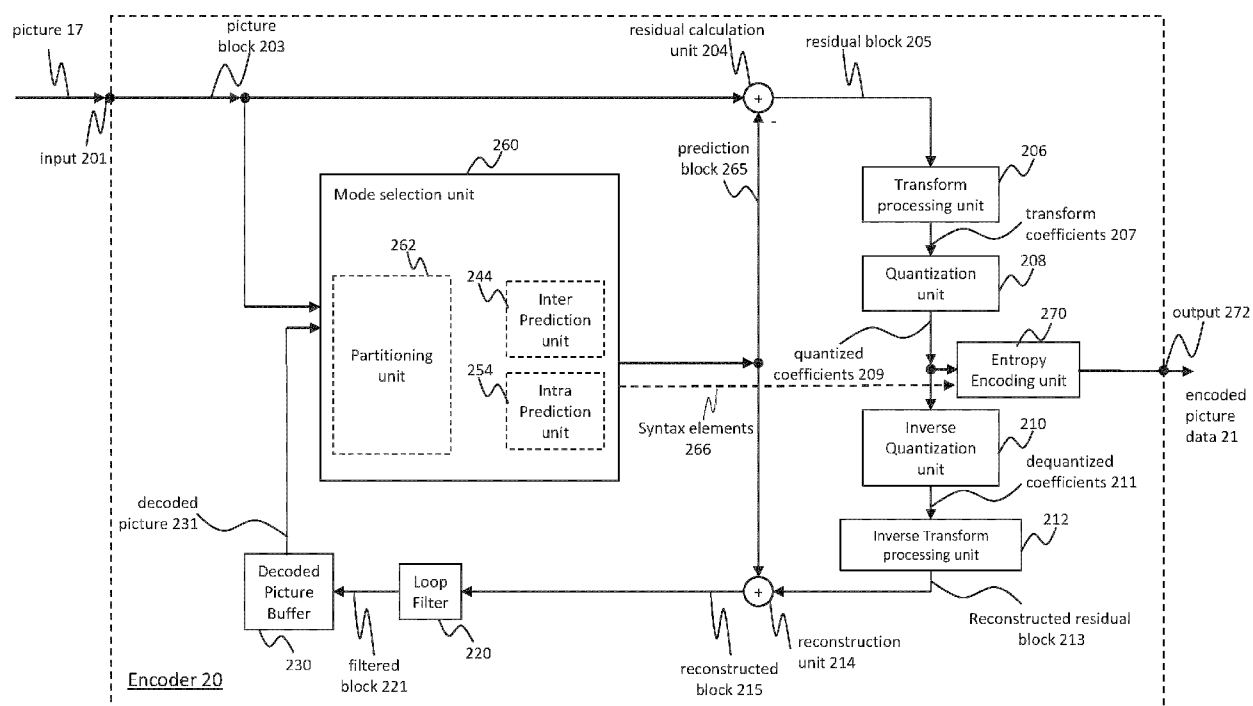 picture 17
picture
block 203
residual calculation
unit 204
residual block 205
+
-
input 201
260
Mode selection unit
prediction
block 265
206
Transform
processing unit
transform
coefficients 207
262
Partitioning
unit
244
Inter
Prediction
unit
254
Intra
Prediction
unit
208
Quantization
unit
quantized
coefficients 209
270
Entropy
Encoding unit
output 272
encoded
picture
data 21
Syntax elements
266
210
Inverse
Quantization
unit
dequantized
coefficients 211
decoded
picture 231
212
Inverse Transform
processing unit
Decoded
Picture
Buffer
230
Loop
Filter
220
filtered
block 221
+
reconstruction
unit 214
reconstructed
block 215
Reconstructed residual
block 213
Encoder 20